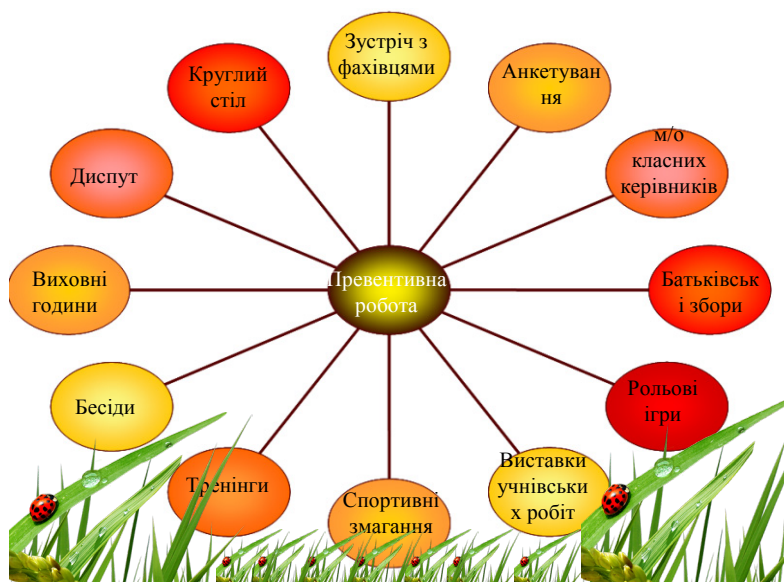 Зустріч з
фахівцями
Анкетуван
ня
м/о
класних
керівників
Батьківськ
і збори
Рольові
ігри
Виставки
учнівськи
х робіт
Спортивні
змагання
Тренінги
Бесіди
Виховні
години
Диспут
Круглий
стіл
Превентивна
робота